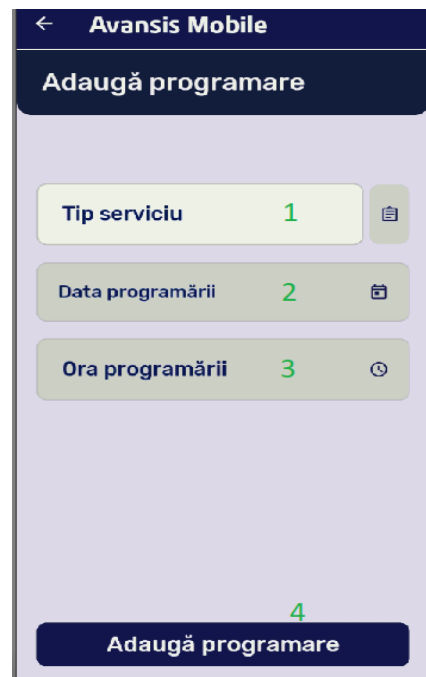 Avansis Mobile
Adaugă programare
Tip serviciu 1
Data programării 2
Ora programării 3
4
Adaugă programare